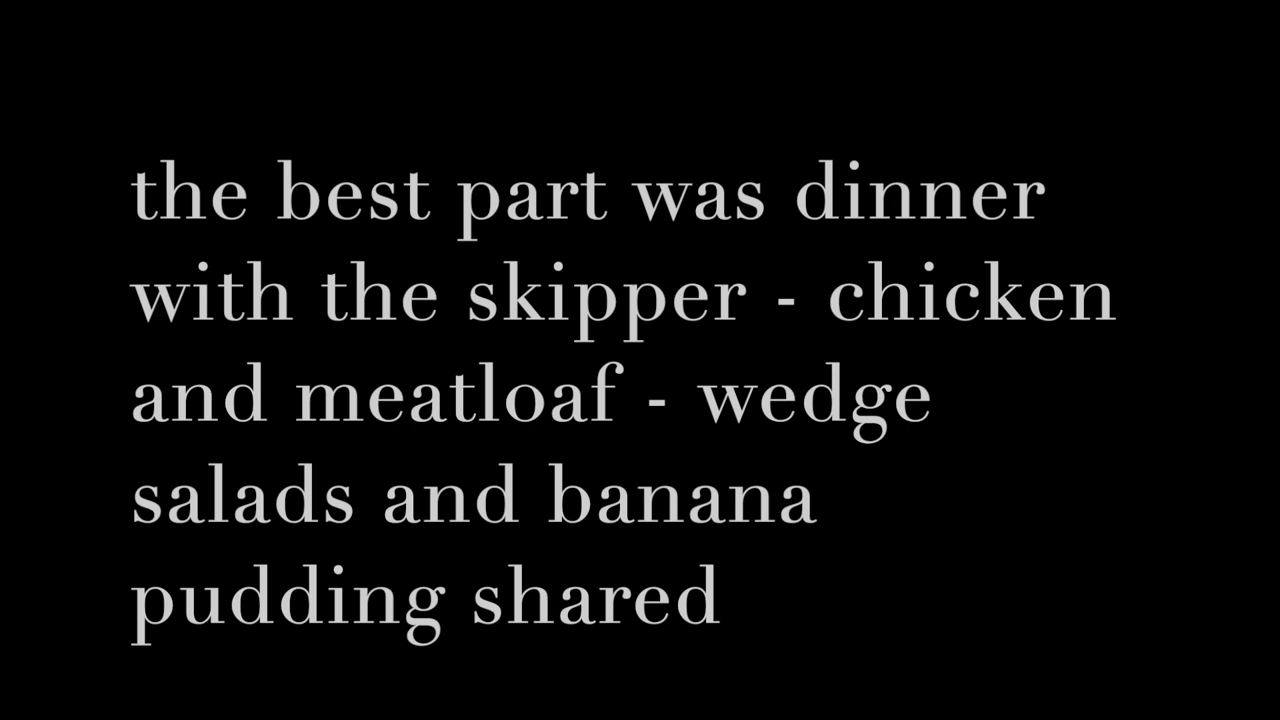 the best part was dinner
with the skipper - chicken
and meatloaf - wedge
salads and banana
pudding shared